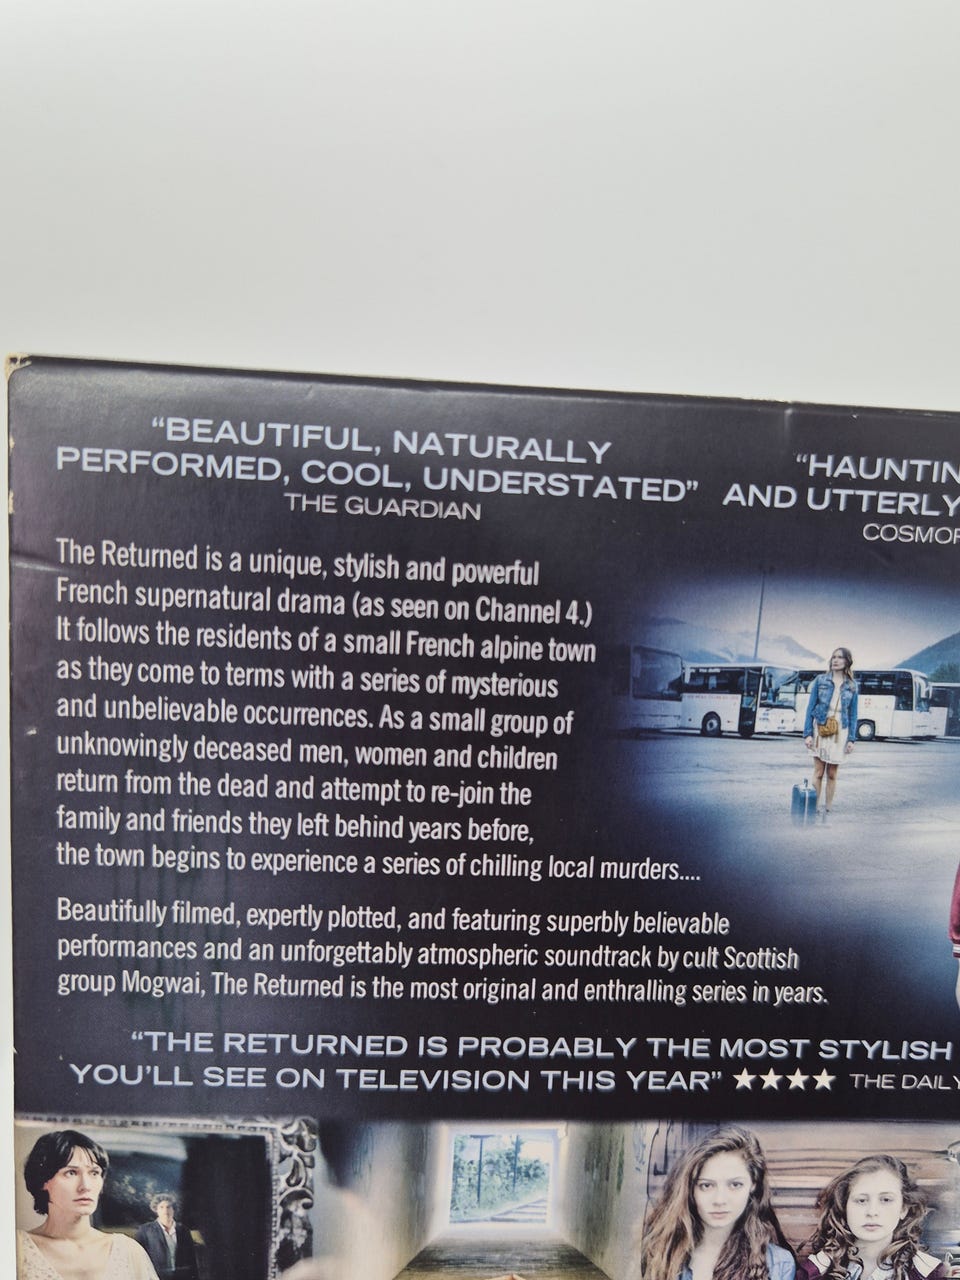 “BEAUTIFUL, NATURALLY
PERFORMED, COOL, UNDERSTATED”
THE GUARDIAN
“HAUNTIN
AND UTTERLY
COSMOP
The Returned is a unique, stylish and powerful
French supernatural drama (as seen on Channel 4.)
It follows the residents of a small French alpine town
as they come to terms with a series of mysterious
and unbelievable occurrences. As a small group of
unknowingly deceased men, women and children
return from the dead and attempt to re-join the
family and friends they left behind years before,
the town begins to experience a series of chilling local murders....
Beautifully filmed, expertly plotted, and featuring superbly believable
performances and an unforgettably atmospheric soundtrack by cult Scottish
group Mogwai, The Returned is the most original and enthralling series in years.
“THE RETURNED IS PROBABLY THE MOST STYLISH
YOU’LL SEE ON TELEVISION THIS YEAR” ★★★★ THE DAILY